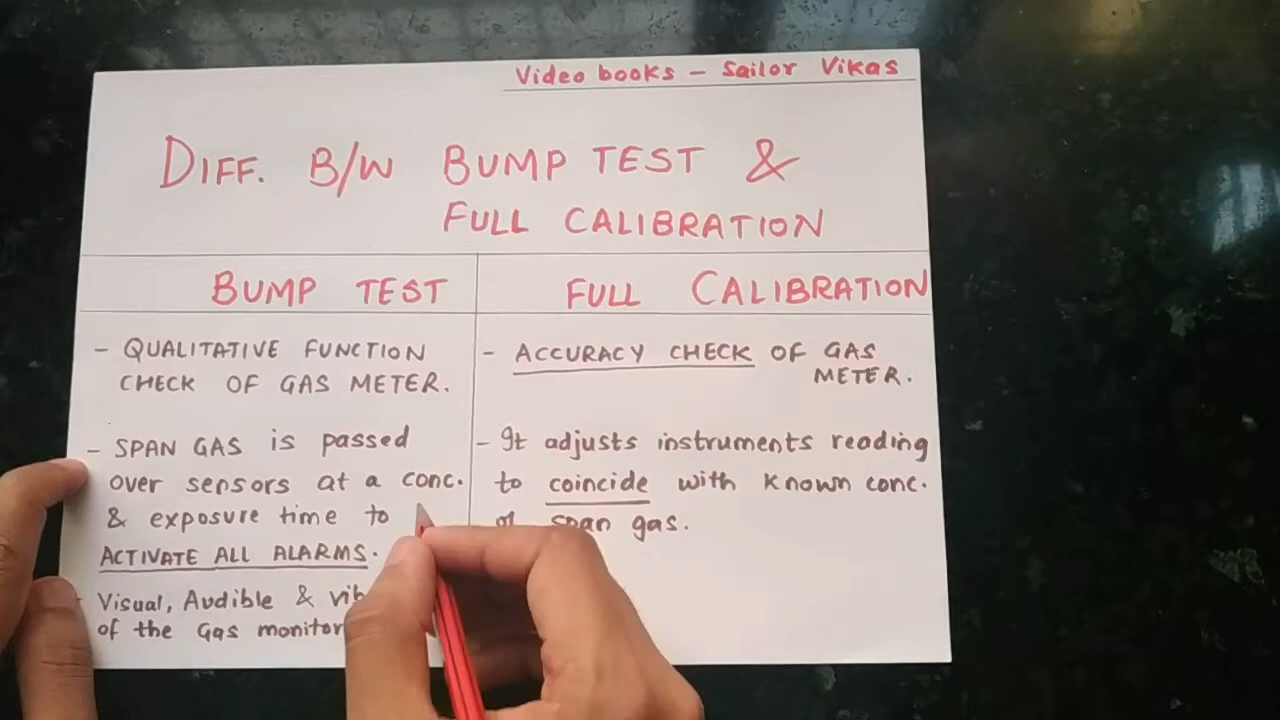 Video books - Sailor Vikas
DIFF. B/W BUMP TEST &
FULL CALIBRATION
BUMP TEST
- QUALITATIVE FUNCTION
CHECK OF GAS METER.
- SPAN GAS is passed
over sensors at a conc.
& exposure time to
ACTIVATE ALL ALARMS.
Visual, Audible &
of the Gas monitor
FULL CALIBRATION
- ACCURACY CHECK OF GAS
METER.
- It adjusts instruments reading
to coincide with known conc.
of span gas.